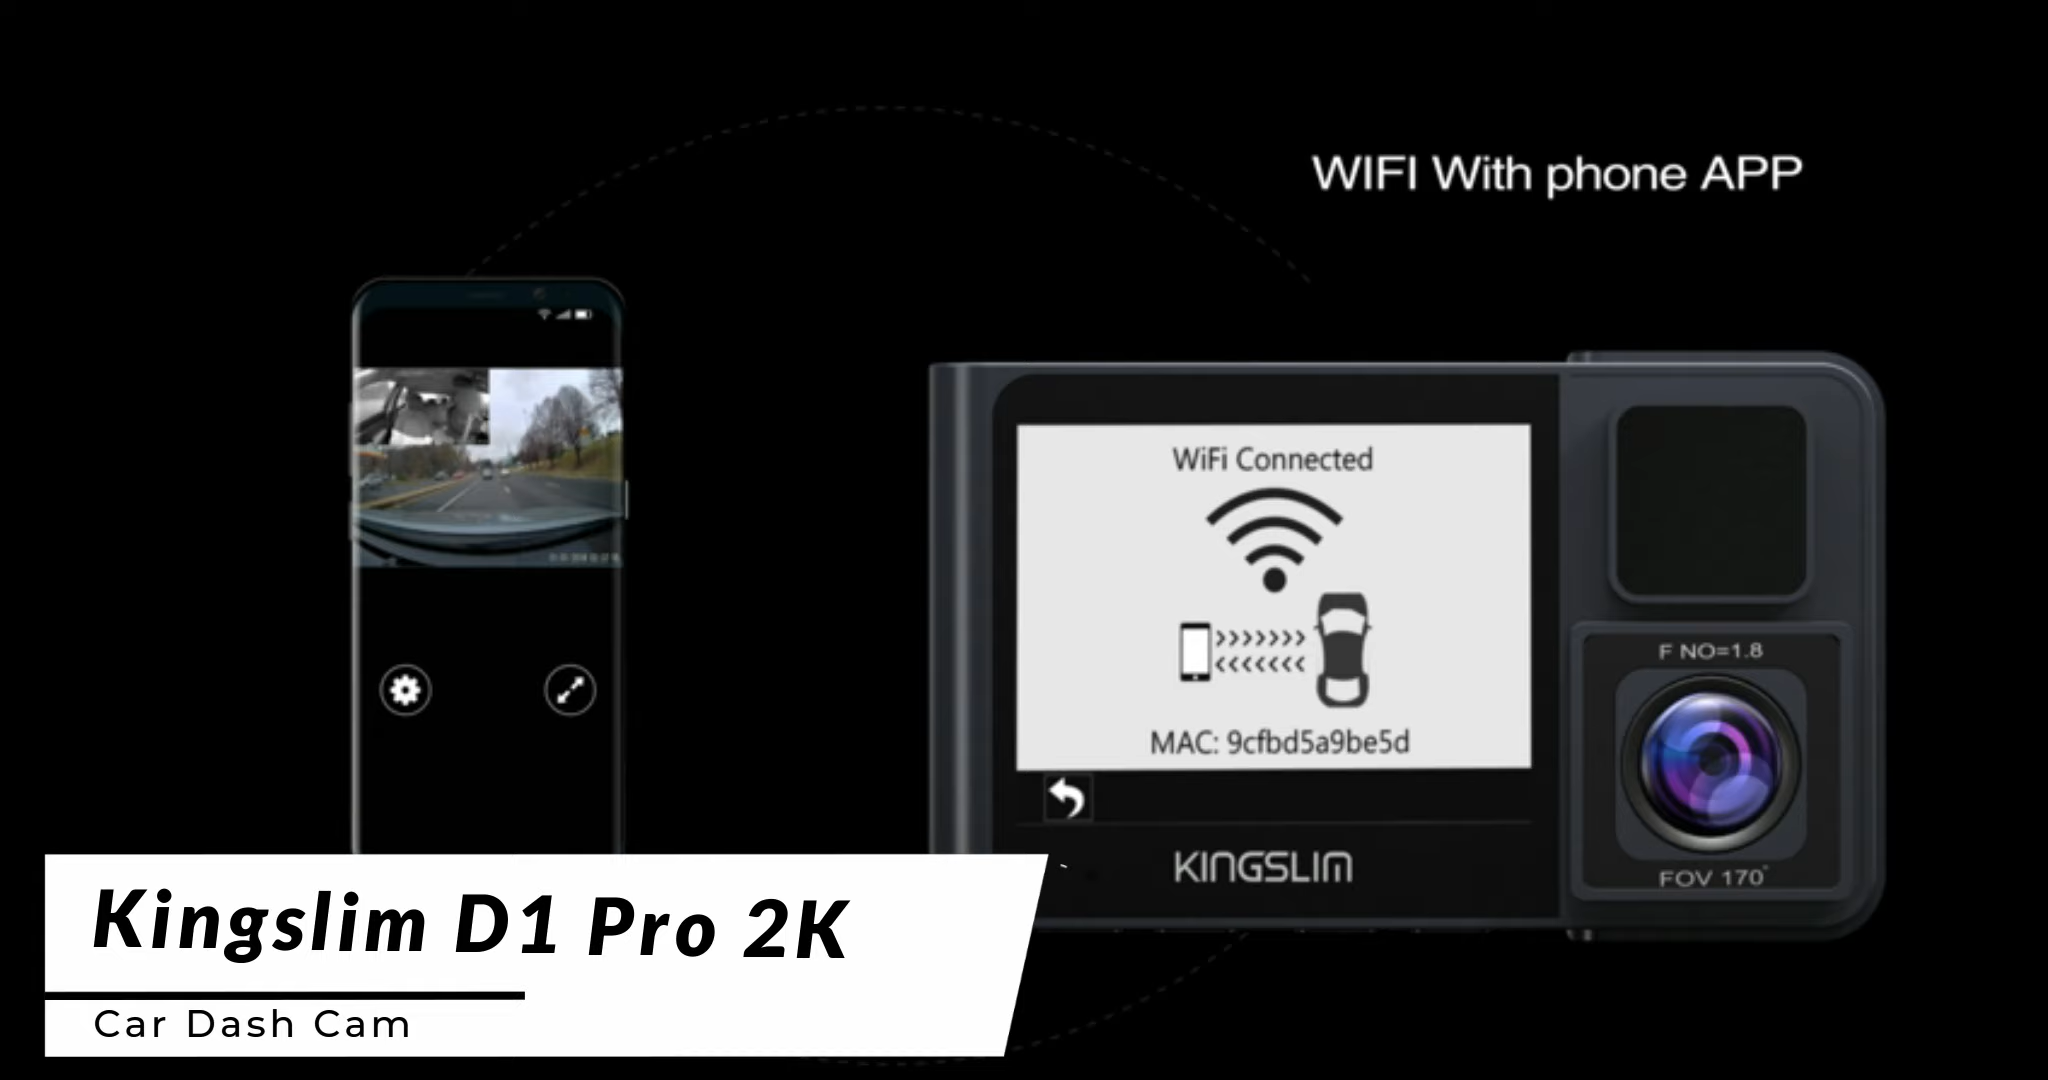 WIFI With phone APP
WiFi Connected
MAC: 9cfbd5a9be5d
F NO=1.8
FOV 170°
KINGSLIM
Kingslim D1 Pro 2K
Car Dash Cam